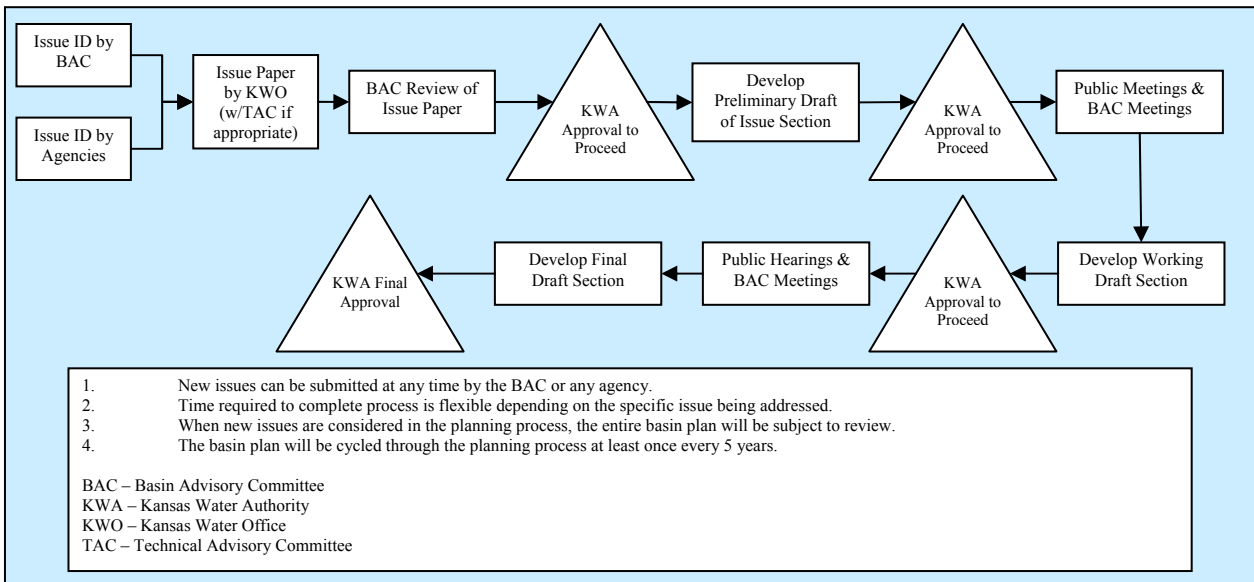 Issue ID by
BAC
Issue ID by
Agencies
Issue Paper
by KWO
(w/TAC if
appropriate)
BAC Review of
Issue Paper
KWA
Approval to
Proceed
Develop
Preliminary Draft
of Issue Section
KWA
Approval to
Proceed
Public Meetings &
BAC Meetings
Develop Working
Draft Section
KWA
Approval to
Proceed
Public Hearings &
BAC Meetings
Develop Final
Draft Section
KWA Final
Approval
1. New issues can be submitted at any time by the BAC or any agency.
2. Time required to complete process is flexible depending on the specific issue being addressed.
3. When new issues are considered in the planning process, the entire basin plan will be subject to review.
4. The basin plan will be cycled through the planning process at least once every 5 years.
BAC – Basin Advisory Committee
KWA – Kansas Water Authority
KWO – Kansas Water Office
TAC – Technical Advisory Committee